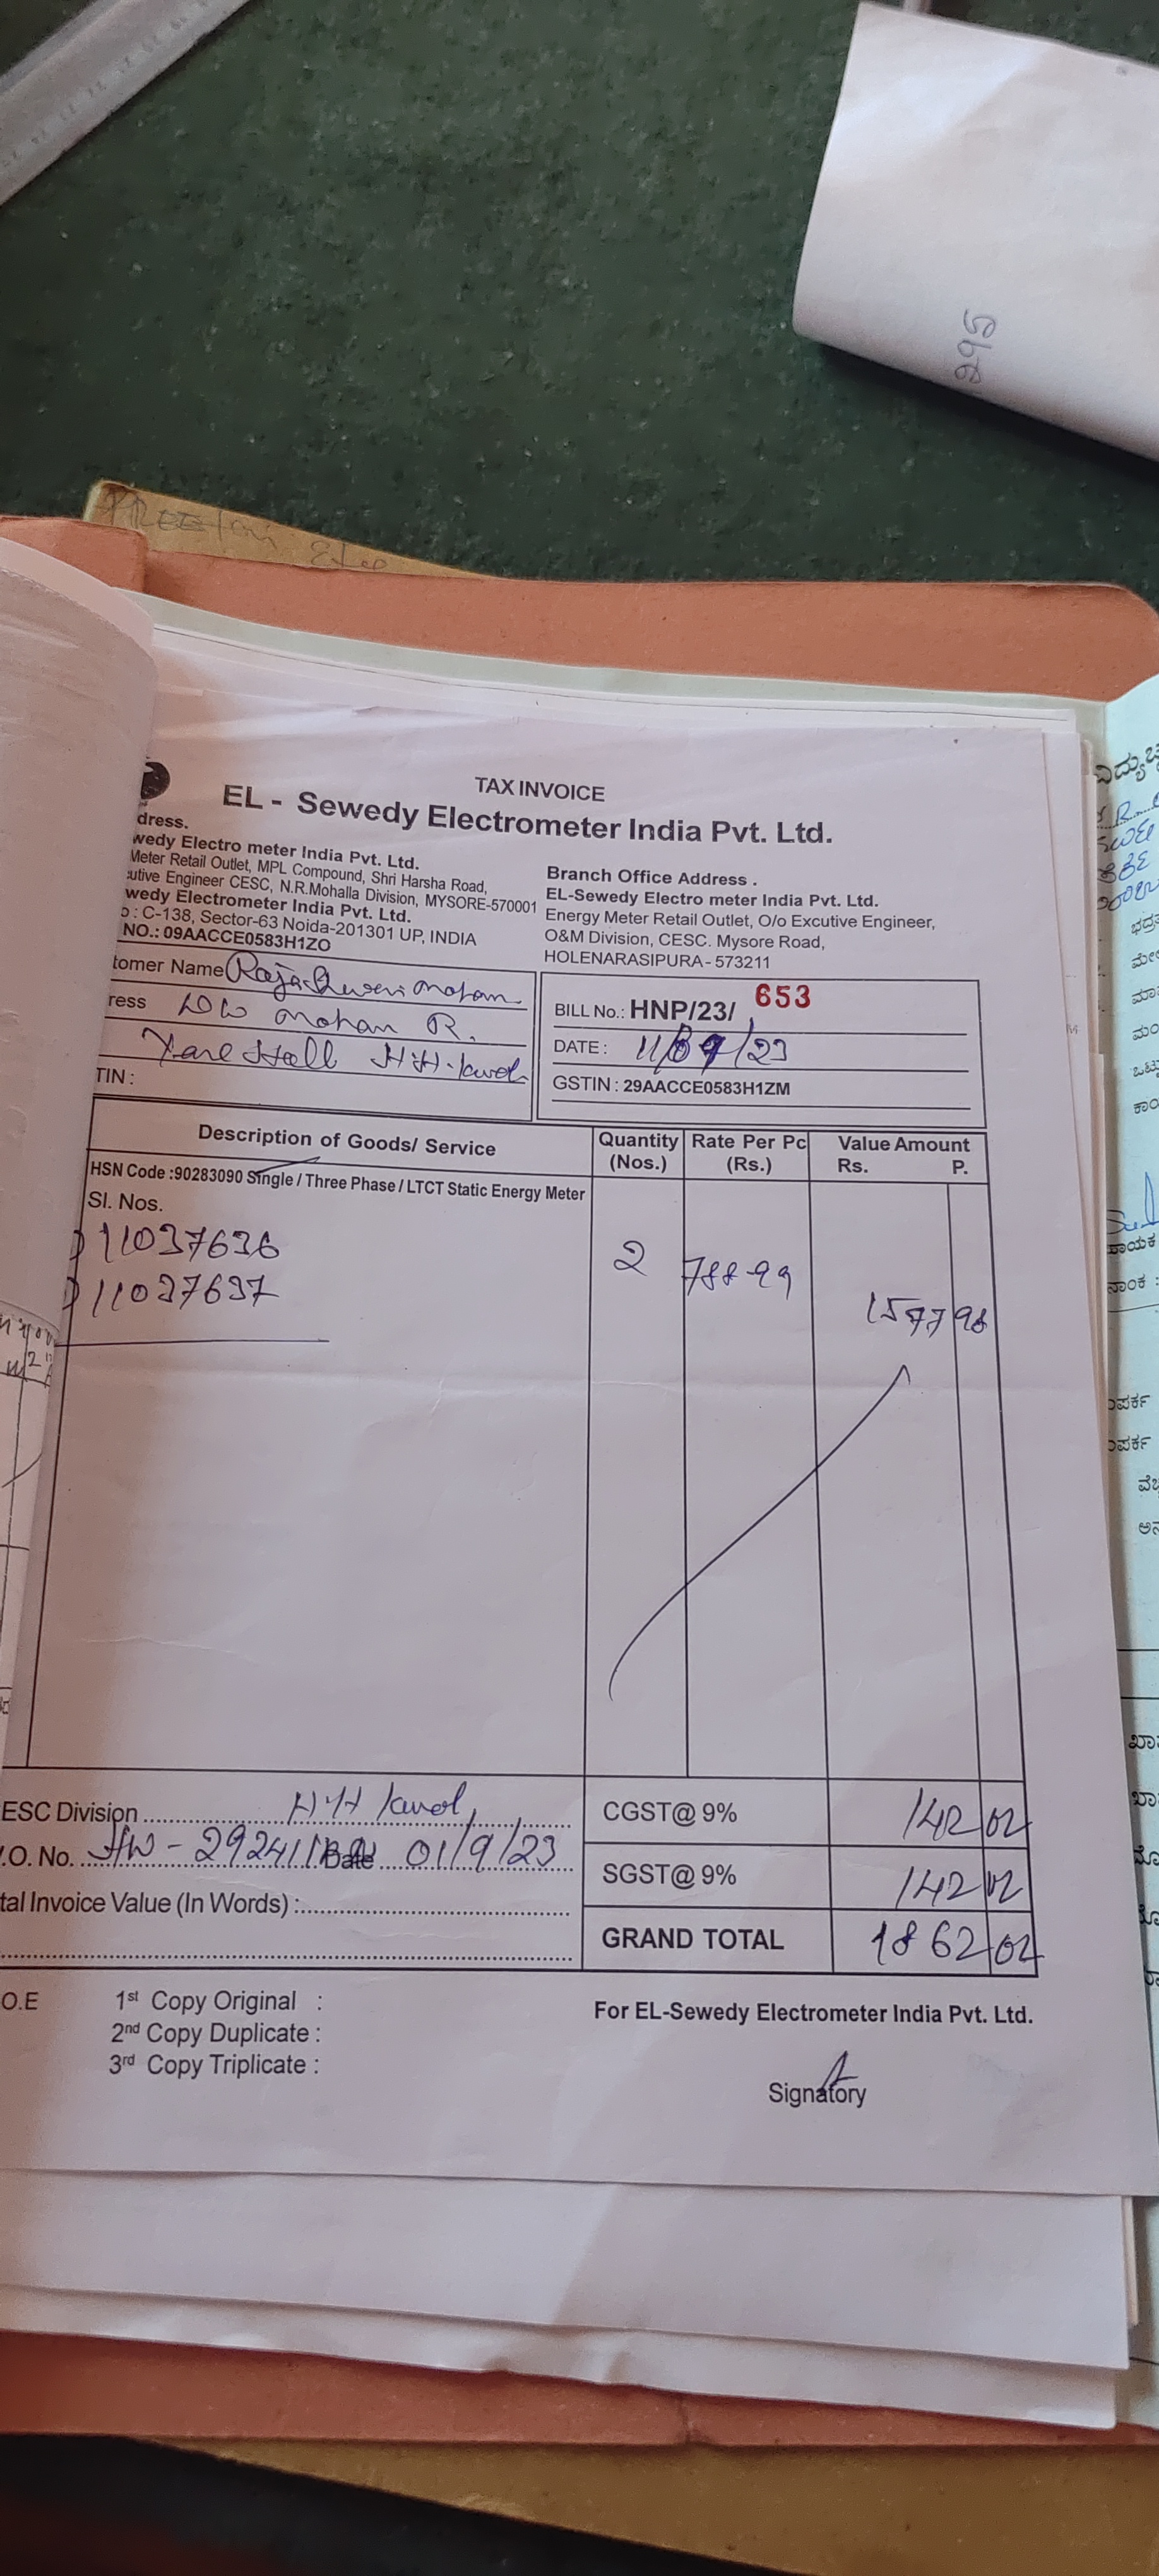 TAX INVOICE
EL - Sewedy Electrometer India Pvt. Ltd.
dress.
wedy Electro meter India Pvt. Ltd.
Meter Retail Outlet, MPL Compound, Shri Harsha Road,
utive Engineer CESC, N.R.Mohalla Division, MYSORE-570001
wedy Electrometer India Pvt. Ltd.
: C-138, Sector-63 Noida-201301 UP, INDIA
NO.: 09AACCE0583H1ZO
Branch Office Address .
EL-Sewedy Electro meter India Pvt. Ltd.
Energy Meter Retail Outlet, O/o Excutive Engineer,
O&M Division, CESC. Mysore Road,
HOLENARASIPURA - 573211
tomer Name Rajashweri mohan
ress D/W mohan R.
TIN :
BILL No.: HNP/23/ 653
DATE : 11/09/23
GSTIN : 29AACCE0583H1ZM
Description of Goods/ Service Quantity (Nos.) Rate Per Pc (Rs.) Value Amount Rs. P.
HSN Code :90283090 Single / Three Phase / LTCT Static Energy Meter
Sl. Nos.
11037636 2 788-99
11037637 1577 98
ESC Division
.O. No. Date 01/9/23
tal Invoice Value (In Words) :
CGST@ 9% 142 02
SGST@ 9% 142 02
GRAND TOTAL 1862 02
O.E
1st Copy Original :
2nd Copy Duplicate :
3rd Copy Triplicate :
For EL-Sewedy Electrometer India Pvt. Ltd.
Signatory
295